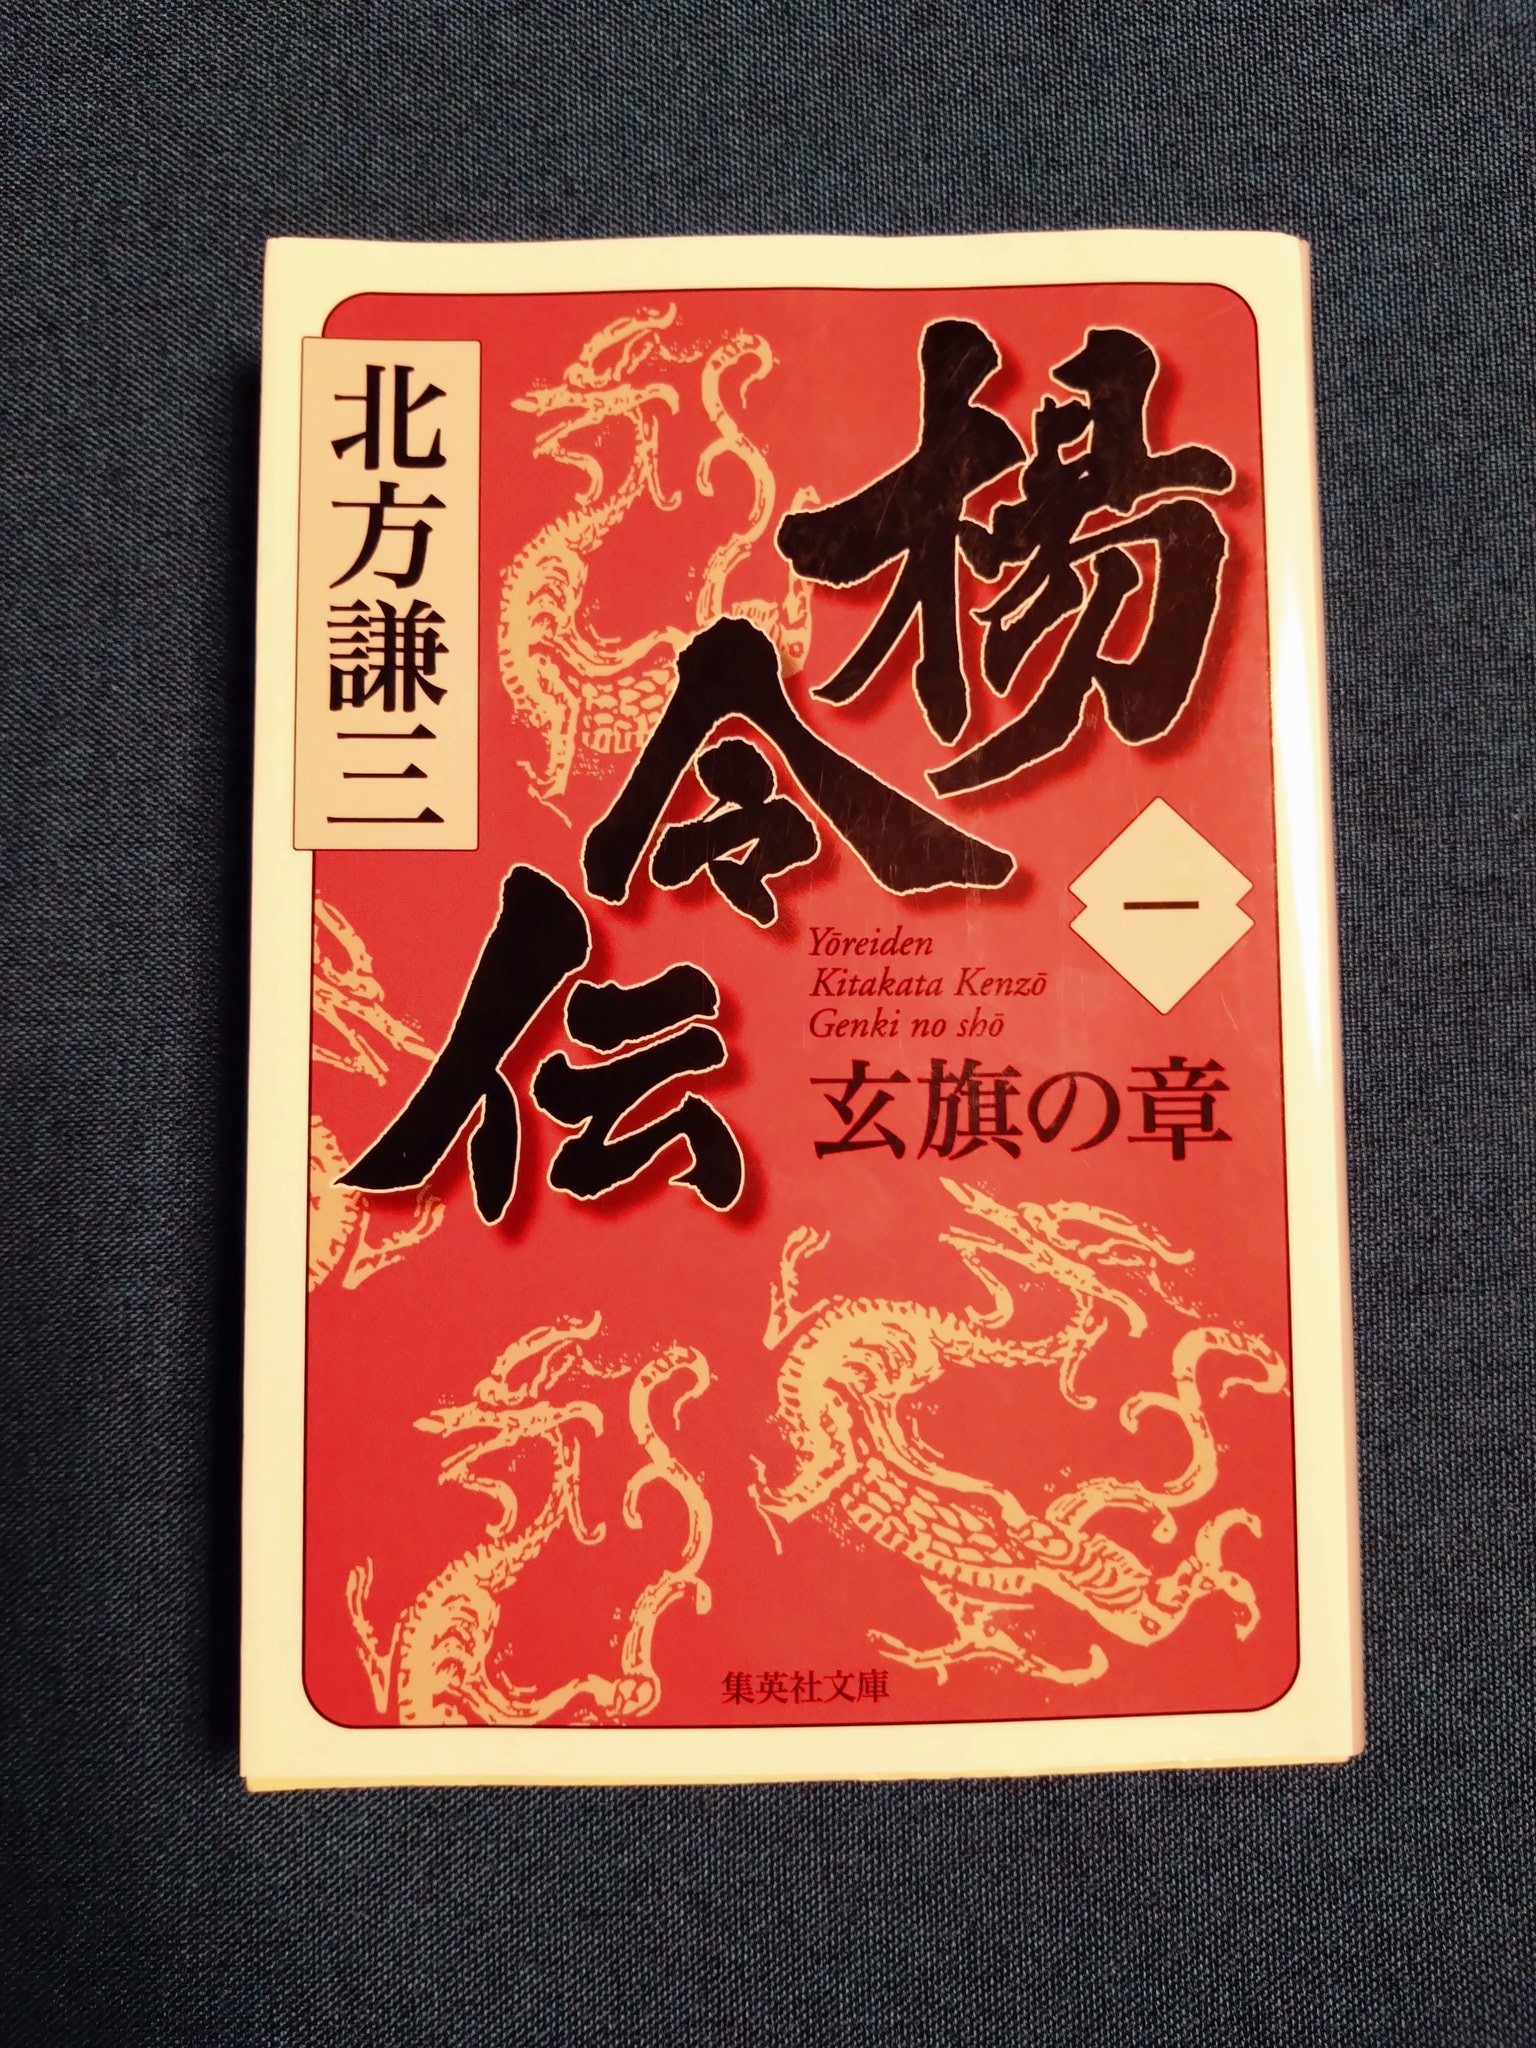 楊令伝
一
Yōreiden
Kitakata Kenzō
Genki no shō
玄旗の章
北方謙三
集英社文庫